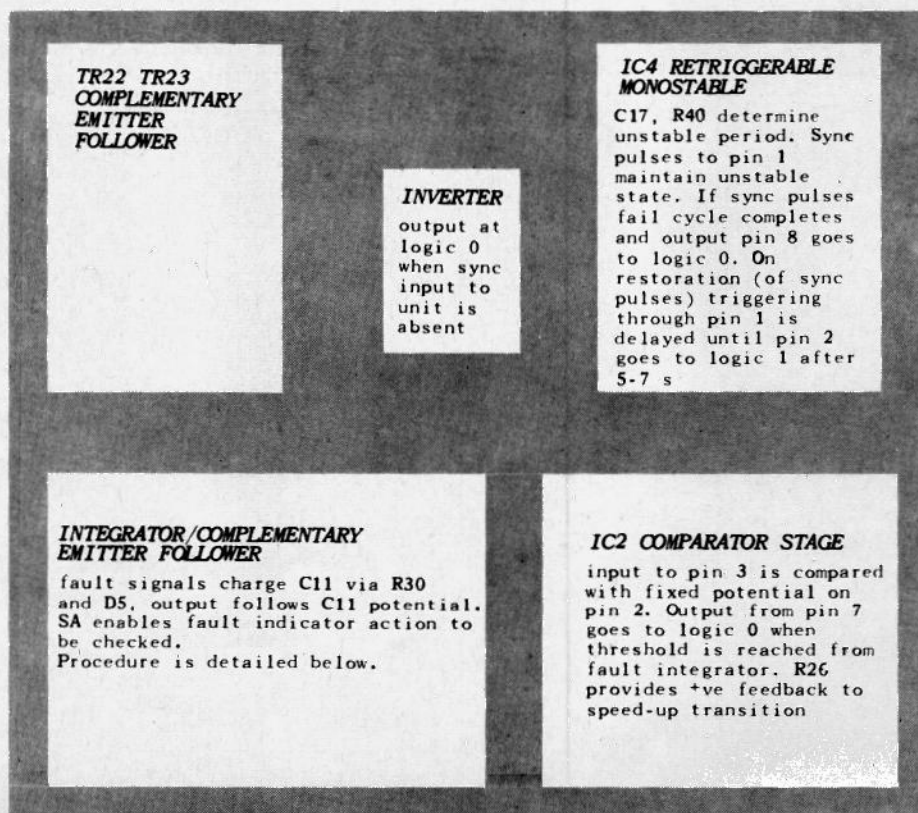 TR22 TR23
COMPLEMENTARY
EMITTER
FOLLOWER
INVERTER
output at
logic 0
when sync
input to
unit is
absent
IC4 RETRIGGERABLE
MONOSTABLE
C17, R40 determine
unstable period. Sync
pulses to pin 1
maintain unstable
state. If sync pulses
fail cycle completes
and output pin 8 goes
to logic 0. On
restoration (of sync
pulses) triggering
through pin 1 is
delayed until pin 2
goes to logic 1 after
5-7 s
INTEGRATOR/COMPLEMENTARY
EMITTER FOLLOWER
fault signals charge C11 via R30
and D5, output follows C11 potential.
SA enables fault indicator action to
be checked.
Procedure is detailed below.
IC2 COMPARATOR STAGE
input to pin 3 is compared
with fixed potential on
pin 2. Output from pin 7
goes to logic 0 when
threshold is reached from
fault integrator. R26
provides +ve feedback to
speed-up transition